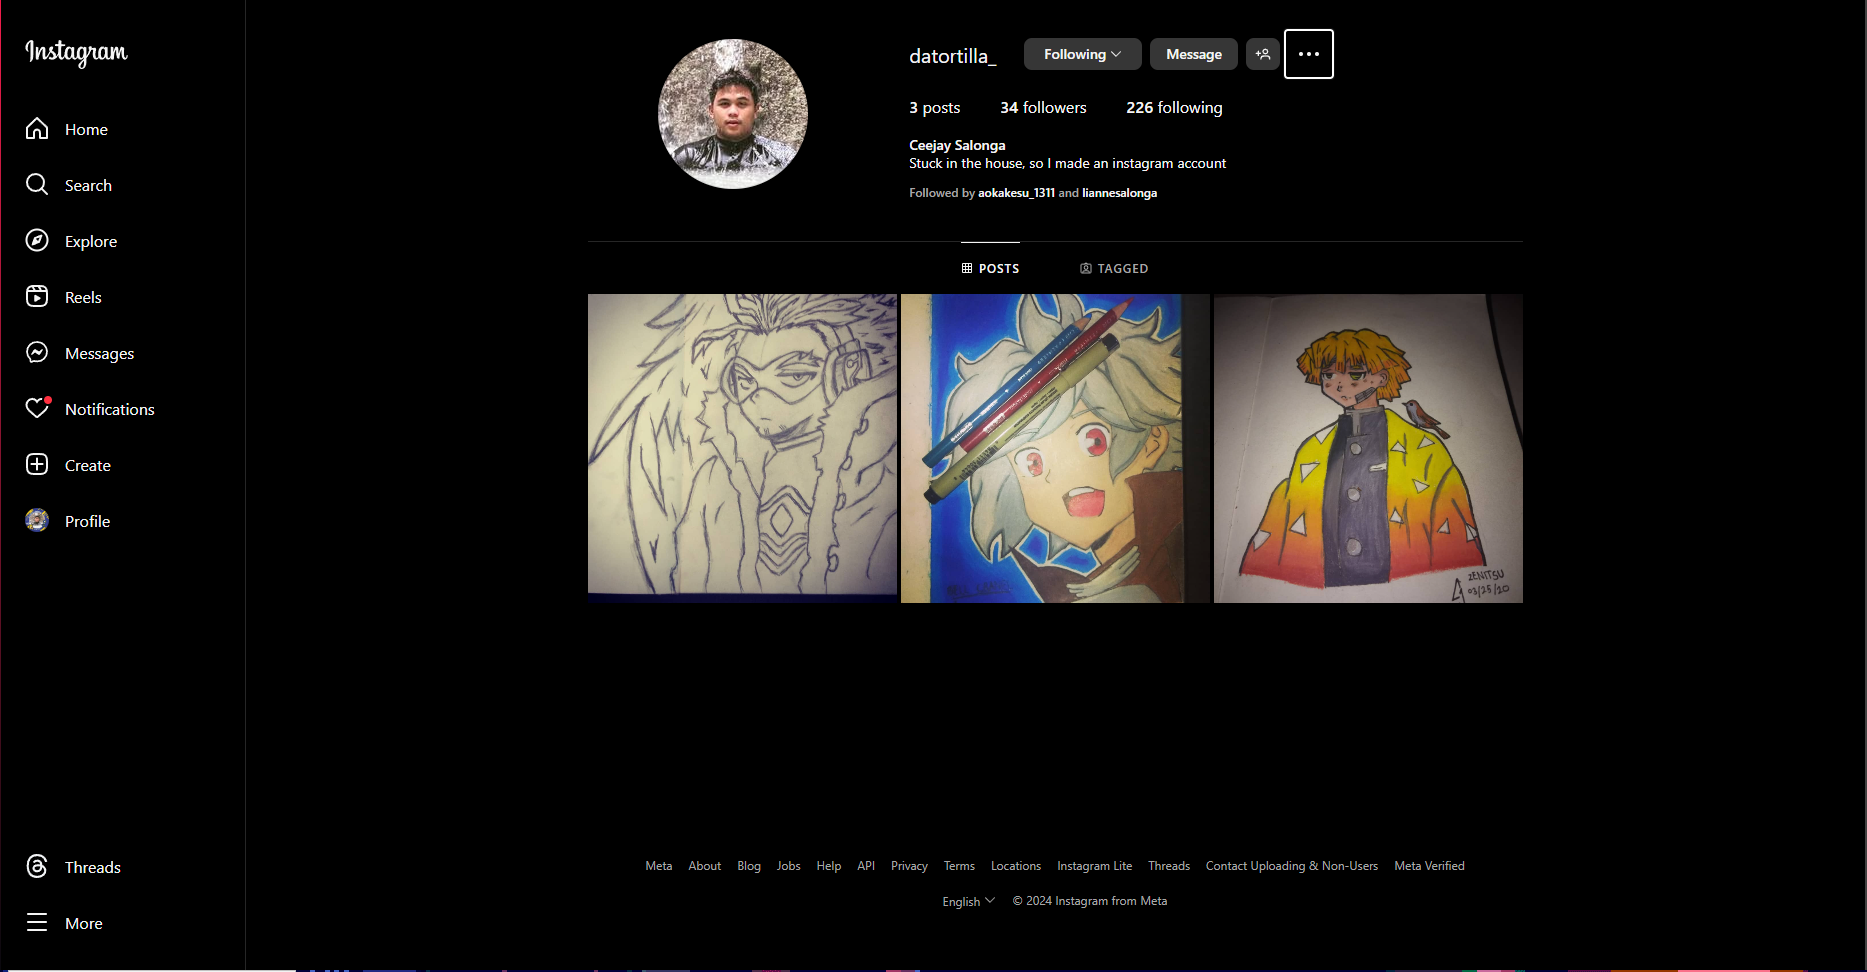 Instagram
Home
Search
Explore
Reels
Messages
Notifications
Create
Profile
Threads
More
datortilla_
Following
Message
3 posts
34 followers
226 following
Ceejay Salonga
Stuck in the house, so I made an instagram account
Followed by aokakesu_1311 and liannesalonga
POSTS
TAGGED
ZENITSU
03/25/20
Meta About Blog Jobs Help API Privacy Terms Locations Instagram Lite Threads Contact Uploading & Non-Users Meta Verified
English © 2024 Instagram from Meta